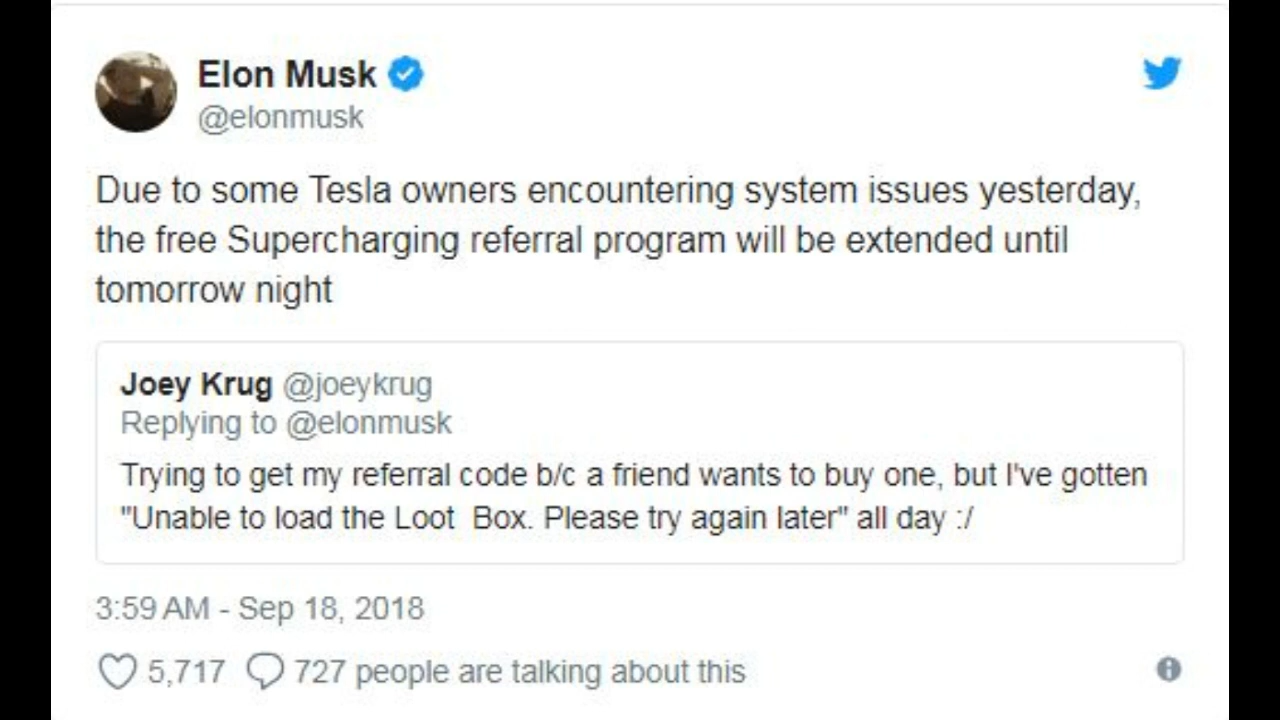 Elon Musk
@elonmusk
Due to some Tesla owners encountering system issues yesterday,
the free Supercharging referral program will be extended until
tomorrow night
Joey Krug @joeykrug
Replying to @elonmusk
Trying to get my referral code b/c a friend wants to buy one, but I've gotten
"Unable to load the Loot  Box. Please try again later" all day :/
3:59 AM - Sep 18, 2018
5,717 727 people are talking about this